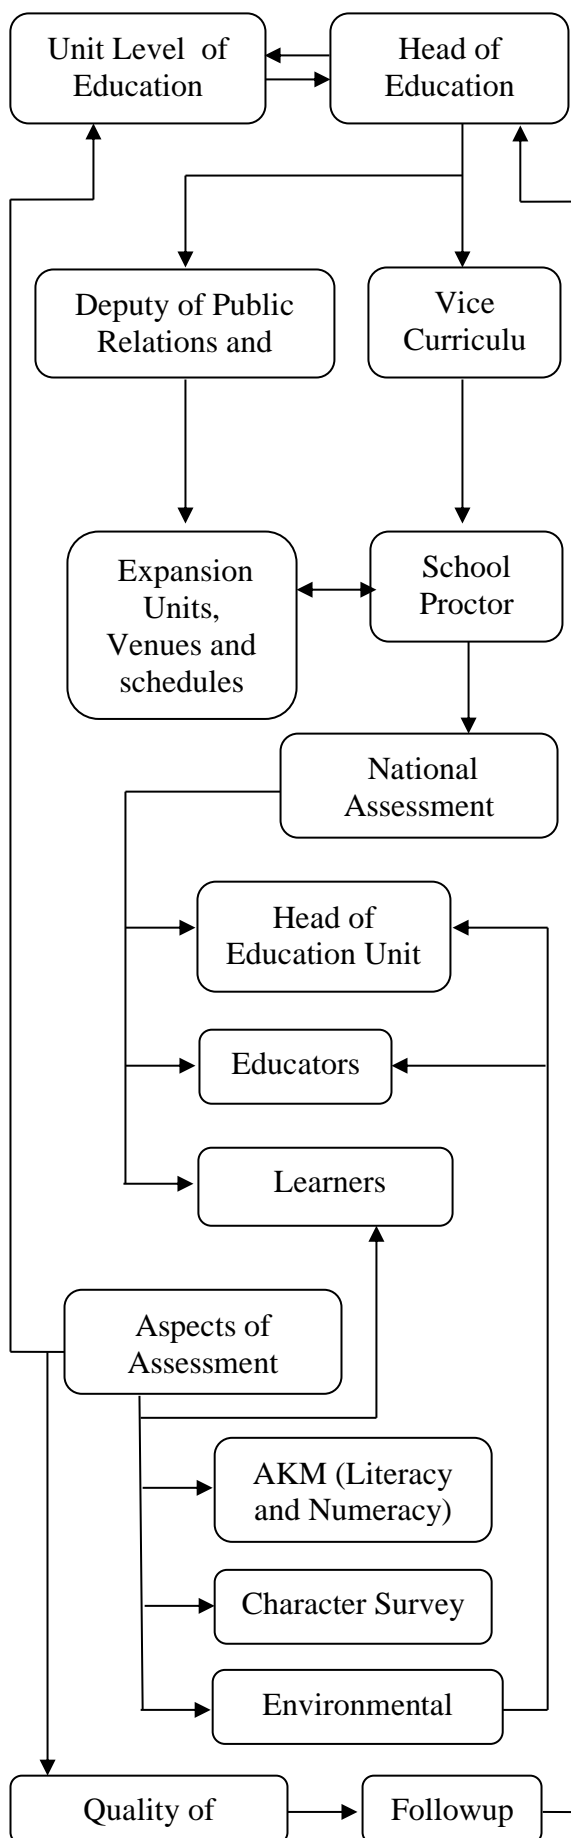 Unit Level of
Education
Head of
Education
Deputy of Public
Relations and
Vice
Curriculu
Expansion
Units,
Venues and
schedules
School
Proctor
National
Assessment
Head of
Education Unit
Educators
Learners
Aspects of
Assessment
AKM (Literacy
and Numeracy)
Character Survey
Environmental
Quality of
Followup